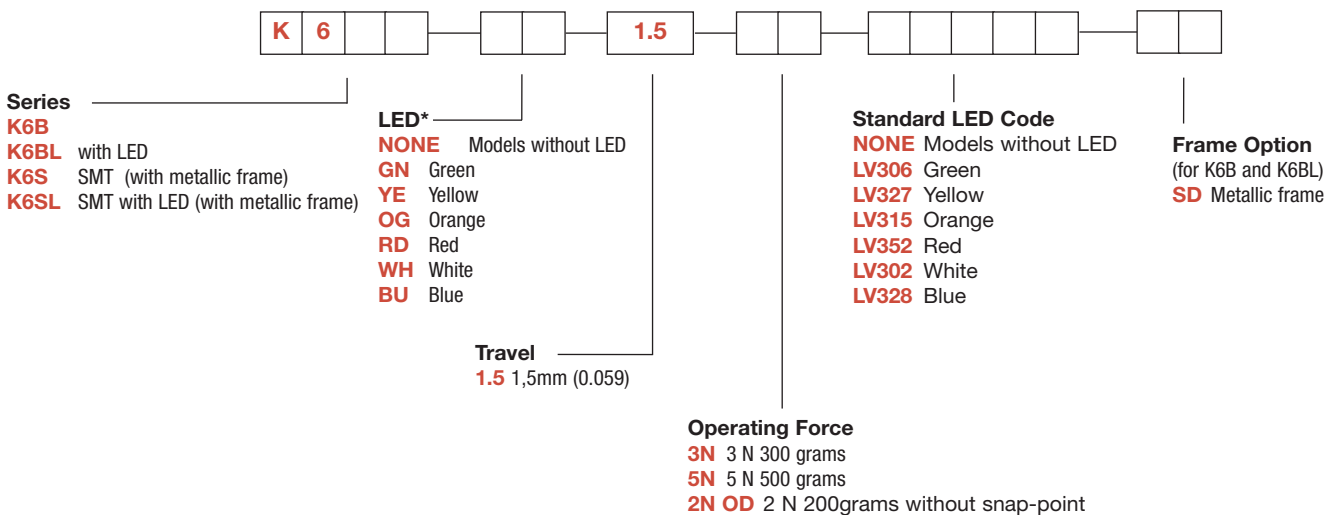 K 6 1.5
Series
K6B
K6BL with LED
K6S SMT (with metallic frame)
K6SL SMT with LED (with metallic frame)
LED*
NONE Models without LED
GN Green
YE Yellow
OG Orange
RD Red
WH White
BU Blue
Travel
1.5 1,5mm (0.059)
Operating Force
3N 3 N 300 grams
5N 5 N 500 grams
2N OD 2 N 200grams without snap-point
Standard LED Code
NONE Models without LED
LV306 Green
LV327 Yellow
LV315 Orange
LV352 Red
LV302 White
LV328 Blue
Frame Option
(for K6B and K6BL)
SD Metallic frame